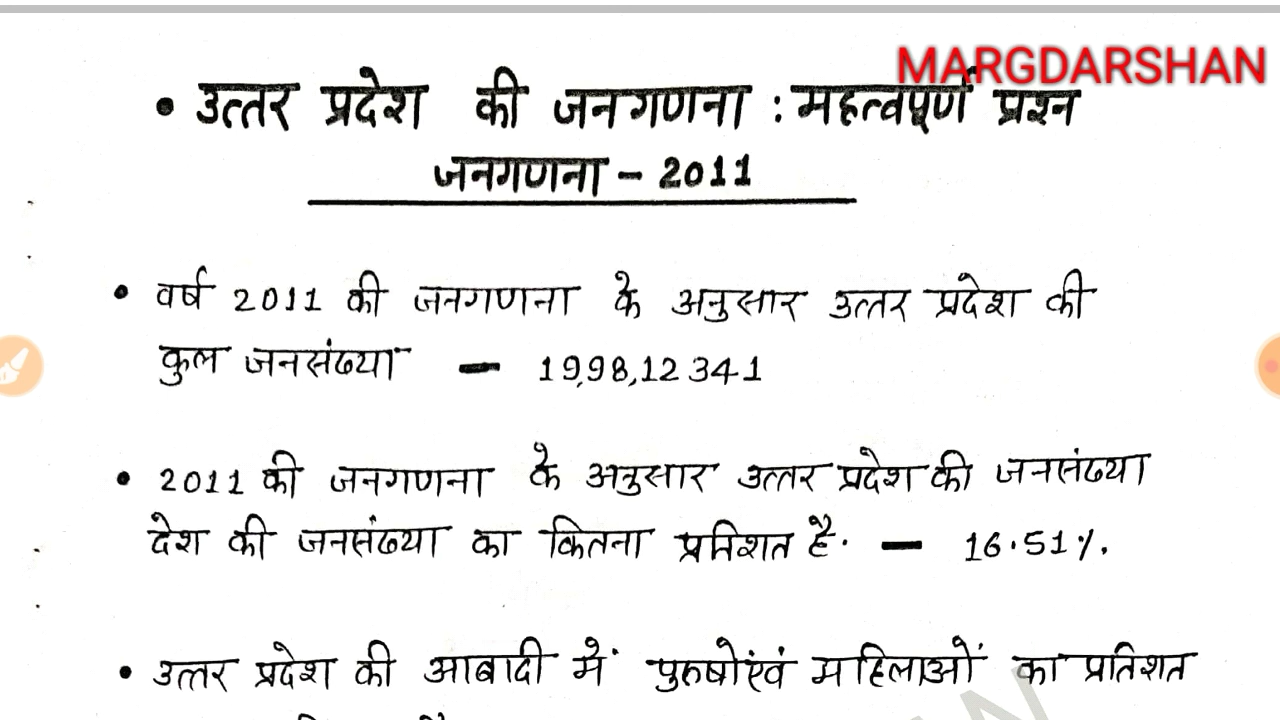 MARGDARSHAN
• उत्तर प्रदेश की जनगणना : महत्वपूर्ण प्रश्न
जनगणना - 2011
• वर्ष 2011 की जनगणना के अनुसार उत्तर प्रदेश की
कुल जनसंख्या - 19,98,12341
• 2011 की जनगणना के अनुसार उत्तर प्रदेश की जनसंख्या
देश की जनसंख्या का कितना प्रतिशत है. - 16.51%.
• उत्तर प्रदेश की आबादी में पुरुषों एंवं महिलाओं का प्रतिशत